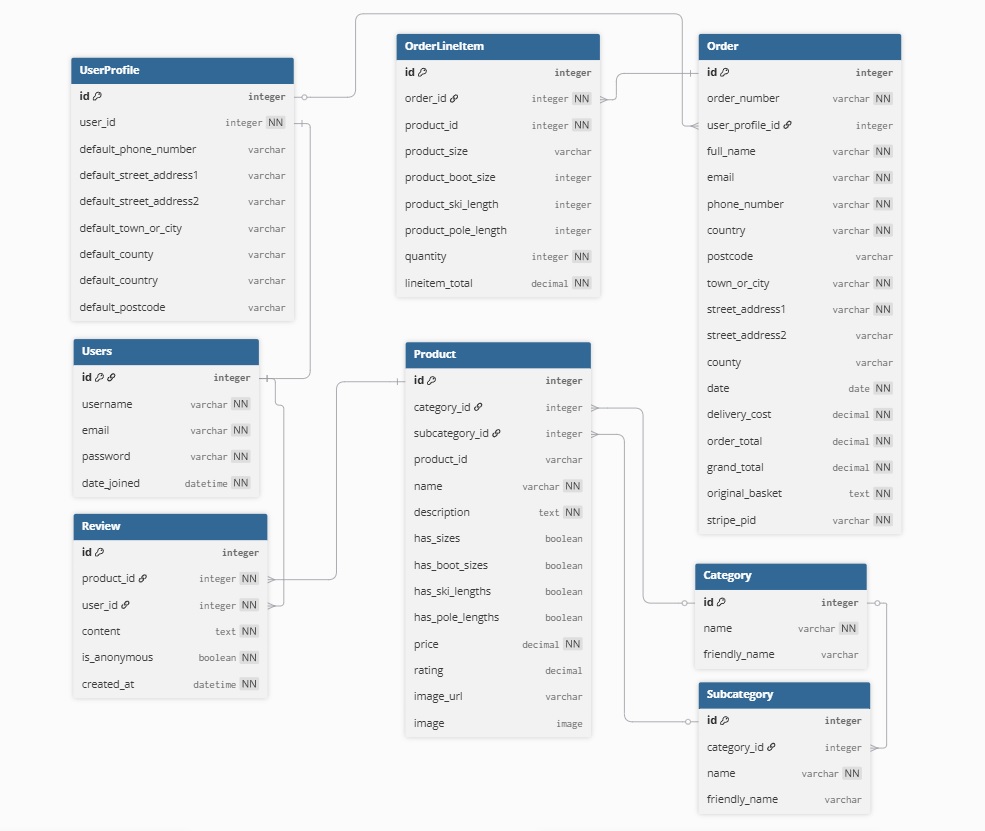 UserProfile
id integer
user_id integer NN
default_phone_number varchar
default_street_address1 varchar
default_street_address2 varchar
default_town_or_city varchar
default_county varchar
default_country varchar
default_postcode varchar
Users
id integer
username varchar NN
email varchar NN
password varchar NN
date_joined datetime NN
Review
id integer
product_id integer NN
user_id integer NN
content text NN
is_anonymous boolean NN
created_at datetime NN
OrderLineItem
id integer
order_id integer NN
product_id integer NN
product_size varchar
product_boot_size integer
product_ski_length integer
product_pole_length integer
quantity integer NN
lineitem_total decimal NN
Product
id integer
category_id integer
subcategory_id integer
product_id varchar
name varchar NN
description text NN
has_sizes boolean
has_boot_sizes boolean
has_ski_lengths boolean
has_pole_lengths boolean
price decimal NN
rating decimal
image_url varchar
image image
Order
id integer
order_number varchar NN
user_profile_id integer
full_name varchar NN
email varchar NN
phone_number varchar NN
country varchar NN
postcode varchar
town_or_city varchar NN
street_address1 varchar NN
street_address2 varchar
county varchar
date date NN
delivery_cost decimal NN
order_total decimal NN
grand_total decimal NN
original_basket text NN
stripe_pid varchar NN
Category
id integer
name varchar NN
friendly_name varchar
Subcategory
id integer
category_id integer
name varchar NN
friendly_name varchar